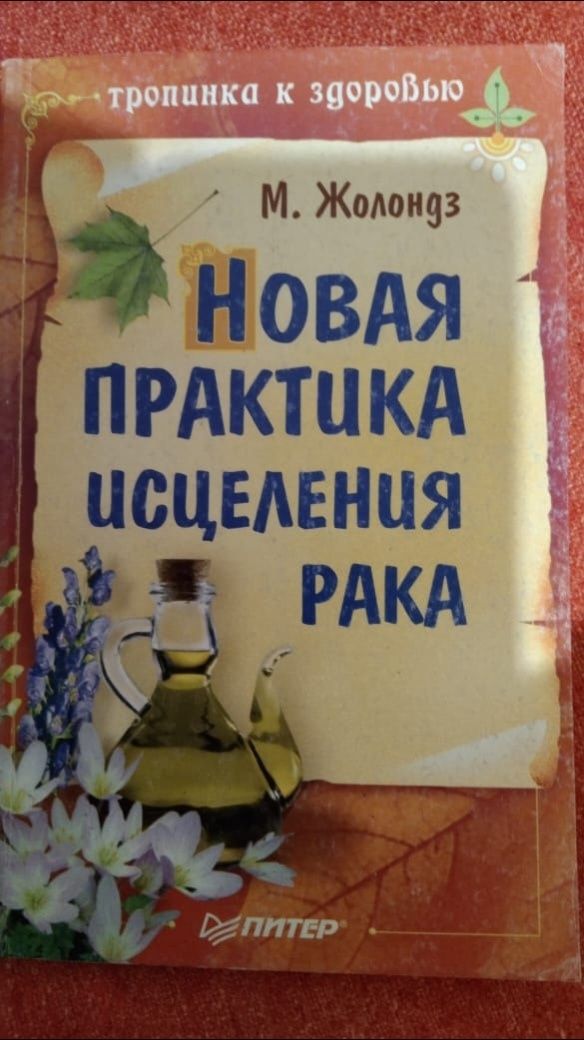 тропинка к здоровью
М. Жолондз
НОВАЯ
ПРАКТИКА
ИСЦЕЛЕНИЯ
РАКА
ПИТЕР®